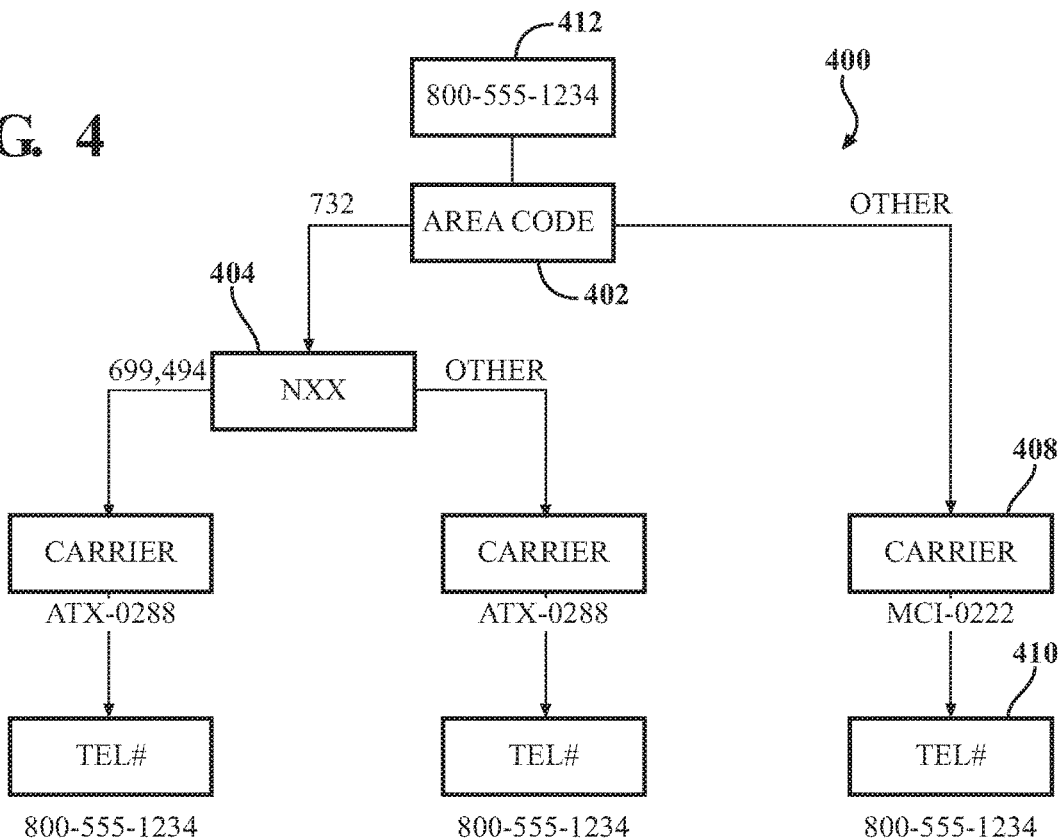 412
800-555-1234
400
G. 4
732
AREA CODE
OTHER
404
402
699,494
NXX
OTHER
408
CARRIER
CARRIER
CARRIER
ATX-0288
ATX-0288
MCI-0222
410
TEL#
TEL#
TEL#
800-555-1234
800-555-1234
800-555-1234